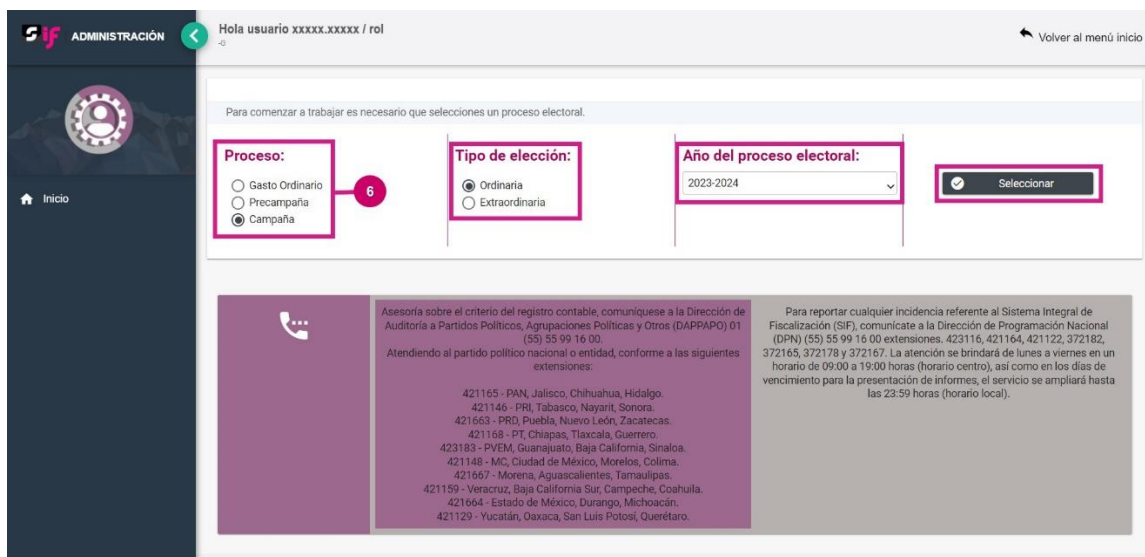 SIF ADMINISTRACIÓN
Hola usuario xxxxx.xxxxx / rol
-0
Volver al menú inicio
Inicio
Para comenzar a trabajar es necesario que selecciones un proceso electoral.
Proceso:
Gasto Ordinario
Precampaña
Campaña
6
Tipo de elección:
Ordinaria
Extraordinaria
Año del proceso electoral:
2023-2024
Seleccionar
Asesoría sobre el criterio del registro contable, comuníquese a la Dirección de
Auditoría a Partidos Políticos, Agrupaciones Políticas y Otros (DAPPAPO) 01
(55) 55 99 16 00.
Atendiendo al partido político nacional o entidad, conforme a las siguientes
extensiones:
421165 - PAN, Jalisco, Chihuahua, Hidalgo.
421146 - PRI, Tabasco, Nayarit, Sonora.
421663 - PRD, Puebla, Nuevo León, Zacatecas.
421168 - PT, Chiapas, Tlaxcala, Guerrero.
423183 - PVEM, Guanajuato, Baja California, Sinaloa.
421148 - MC, Ciudad de México, Morelos, Colima.
421667 - Morena, Aguascalientes, Tamaulipas.
421159 - Veracruz, Baja California Sur, Campeche, Coahuila.
421664 - Estado de México, Durango, Michoacán.
421129 - Yucatán, Oaxaca, San Luis Potosí, Querétaro.
Para reportar cualquier incidencia referente al Sistema Integral de
Fiscalización (SIF), comunícate a la Dirección de Programación Nacional
(DPN) (55) 55 99 16 00 extensiones. 423116, 421164, 421122, 372182,
372165, 372178 y 372167. La atención se brindará de lunes a viernes en un
horario de 09:00 a 19:00 horas (horario centro), así como en los días de
vencimiento para la presentación de informes, el servicio se ampliará hasta
las 23:59 horas (horario local).